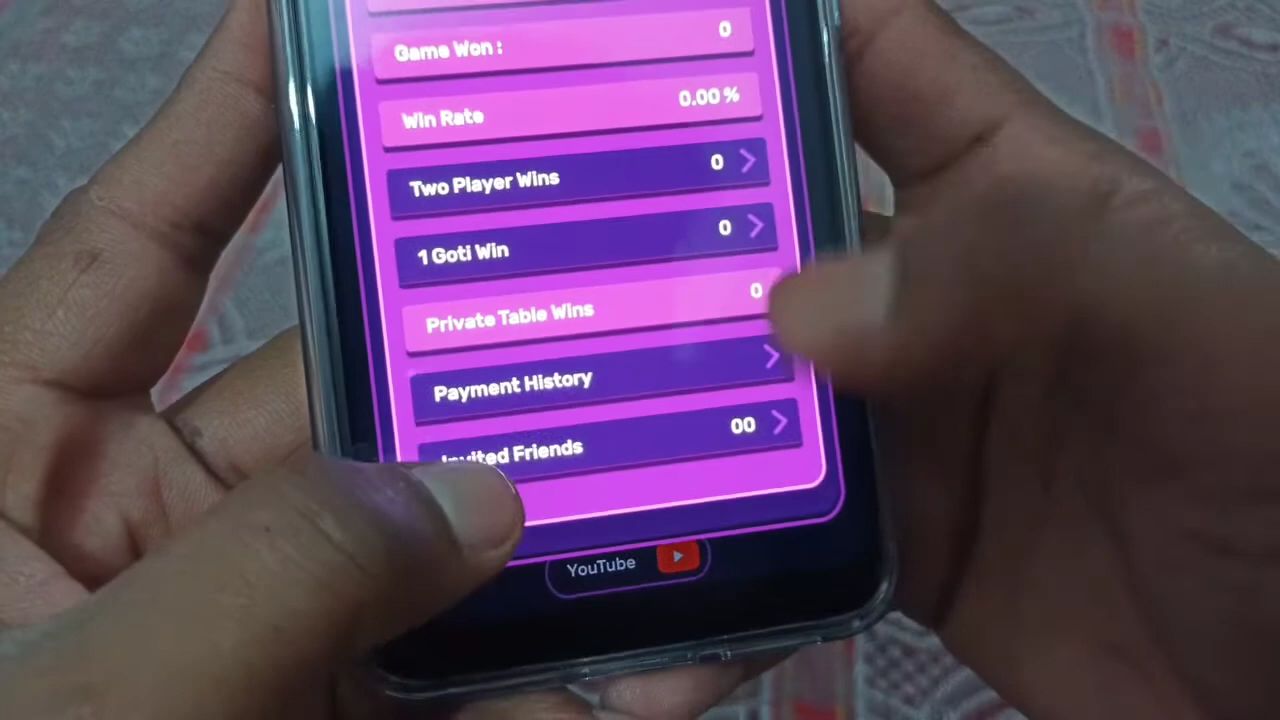 Game Won : 0
Win Rate 0.00 %
Two Player Wins 0
1 Goti Win 0
Private Table Wins 0
Payment History
Invited Friends 00
YouTube